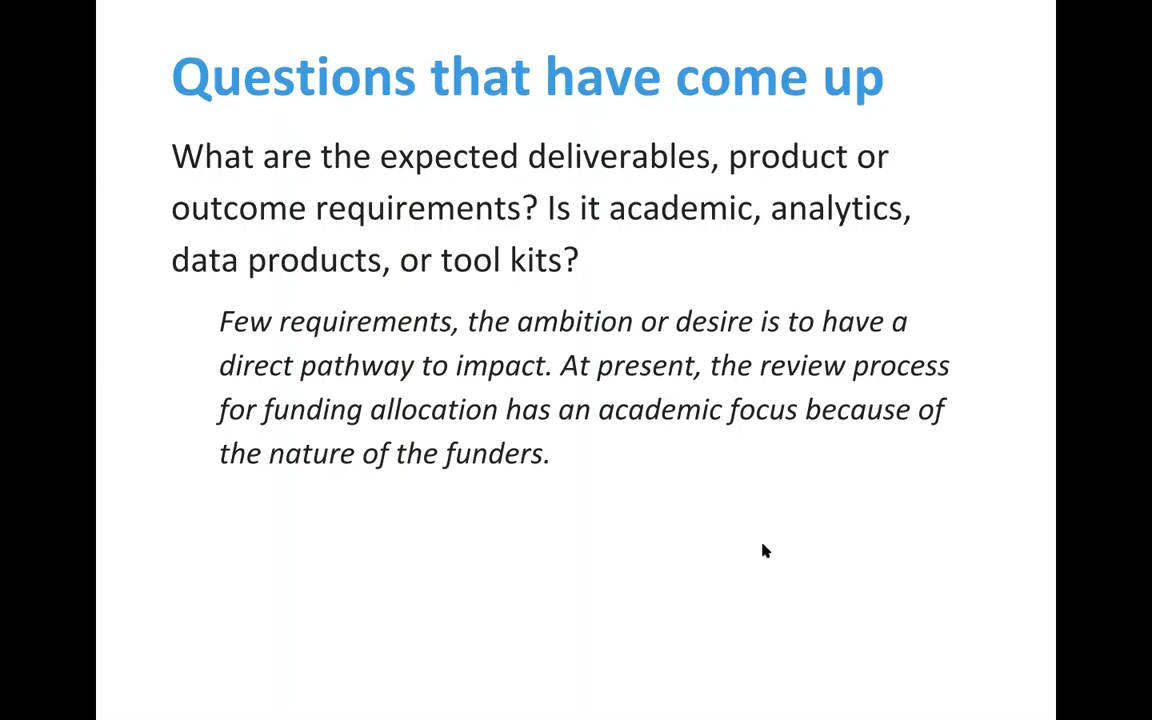 Questions that have come up
What are the expected deliverables, product or
outcome requirements? Is it academic, analytics,
data products, or tool kits?
Few requirements, the ambition or desire is to have a
direct pathway to impact. At present, the review process
for funding allocation has an academic focus because of
the nature of the funders.